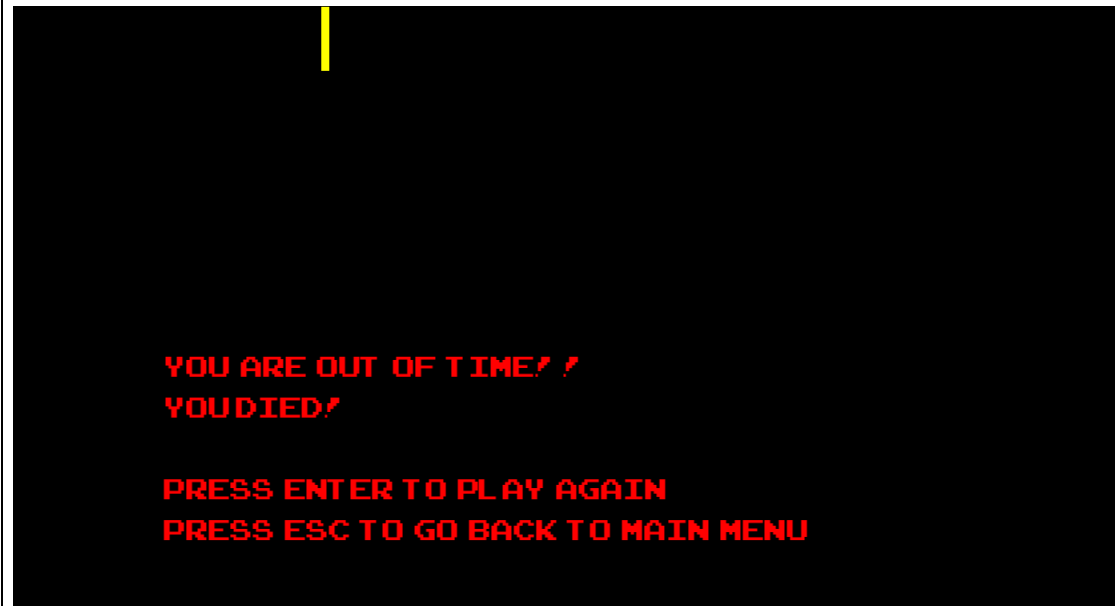 YOU ARE OUT OF TIME!!
YOU DIED!
PRESS ENTER TO PLAY AGAIN
PRESS ESC TO GO BACK TO MAIN MENU